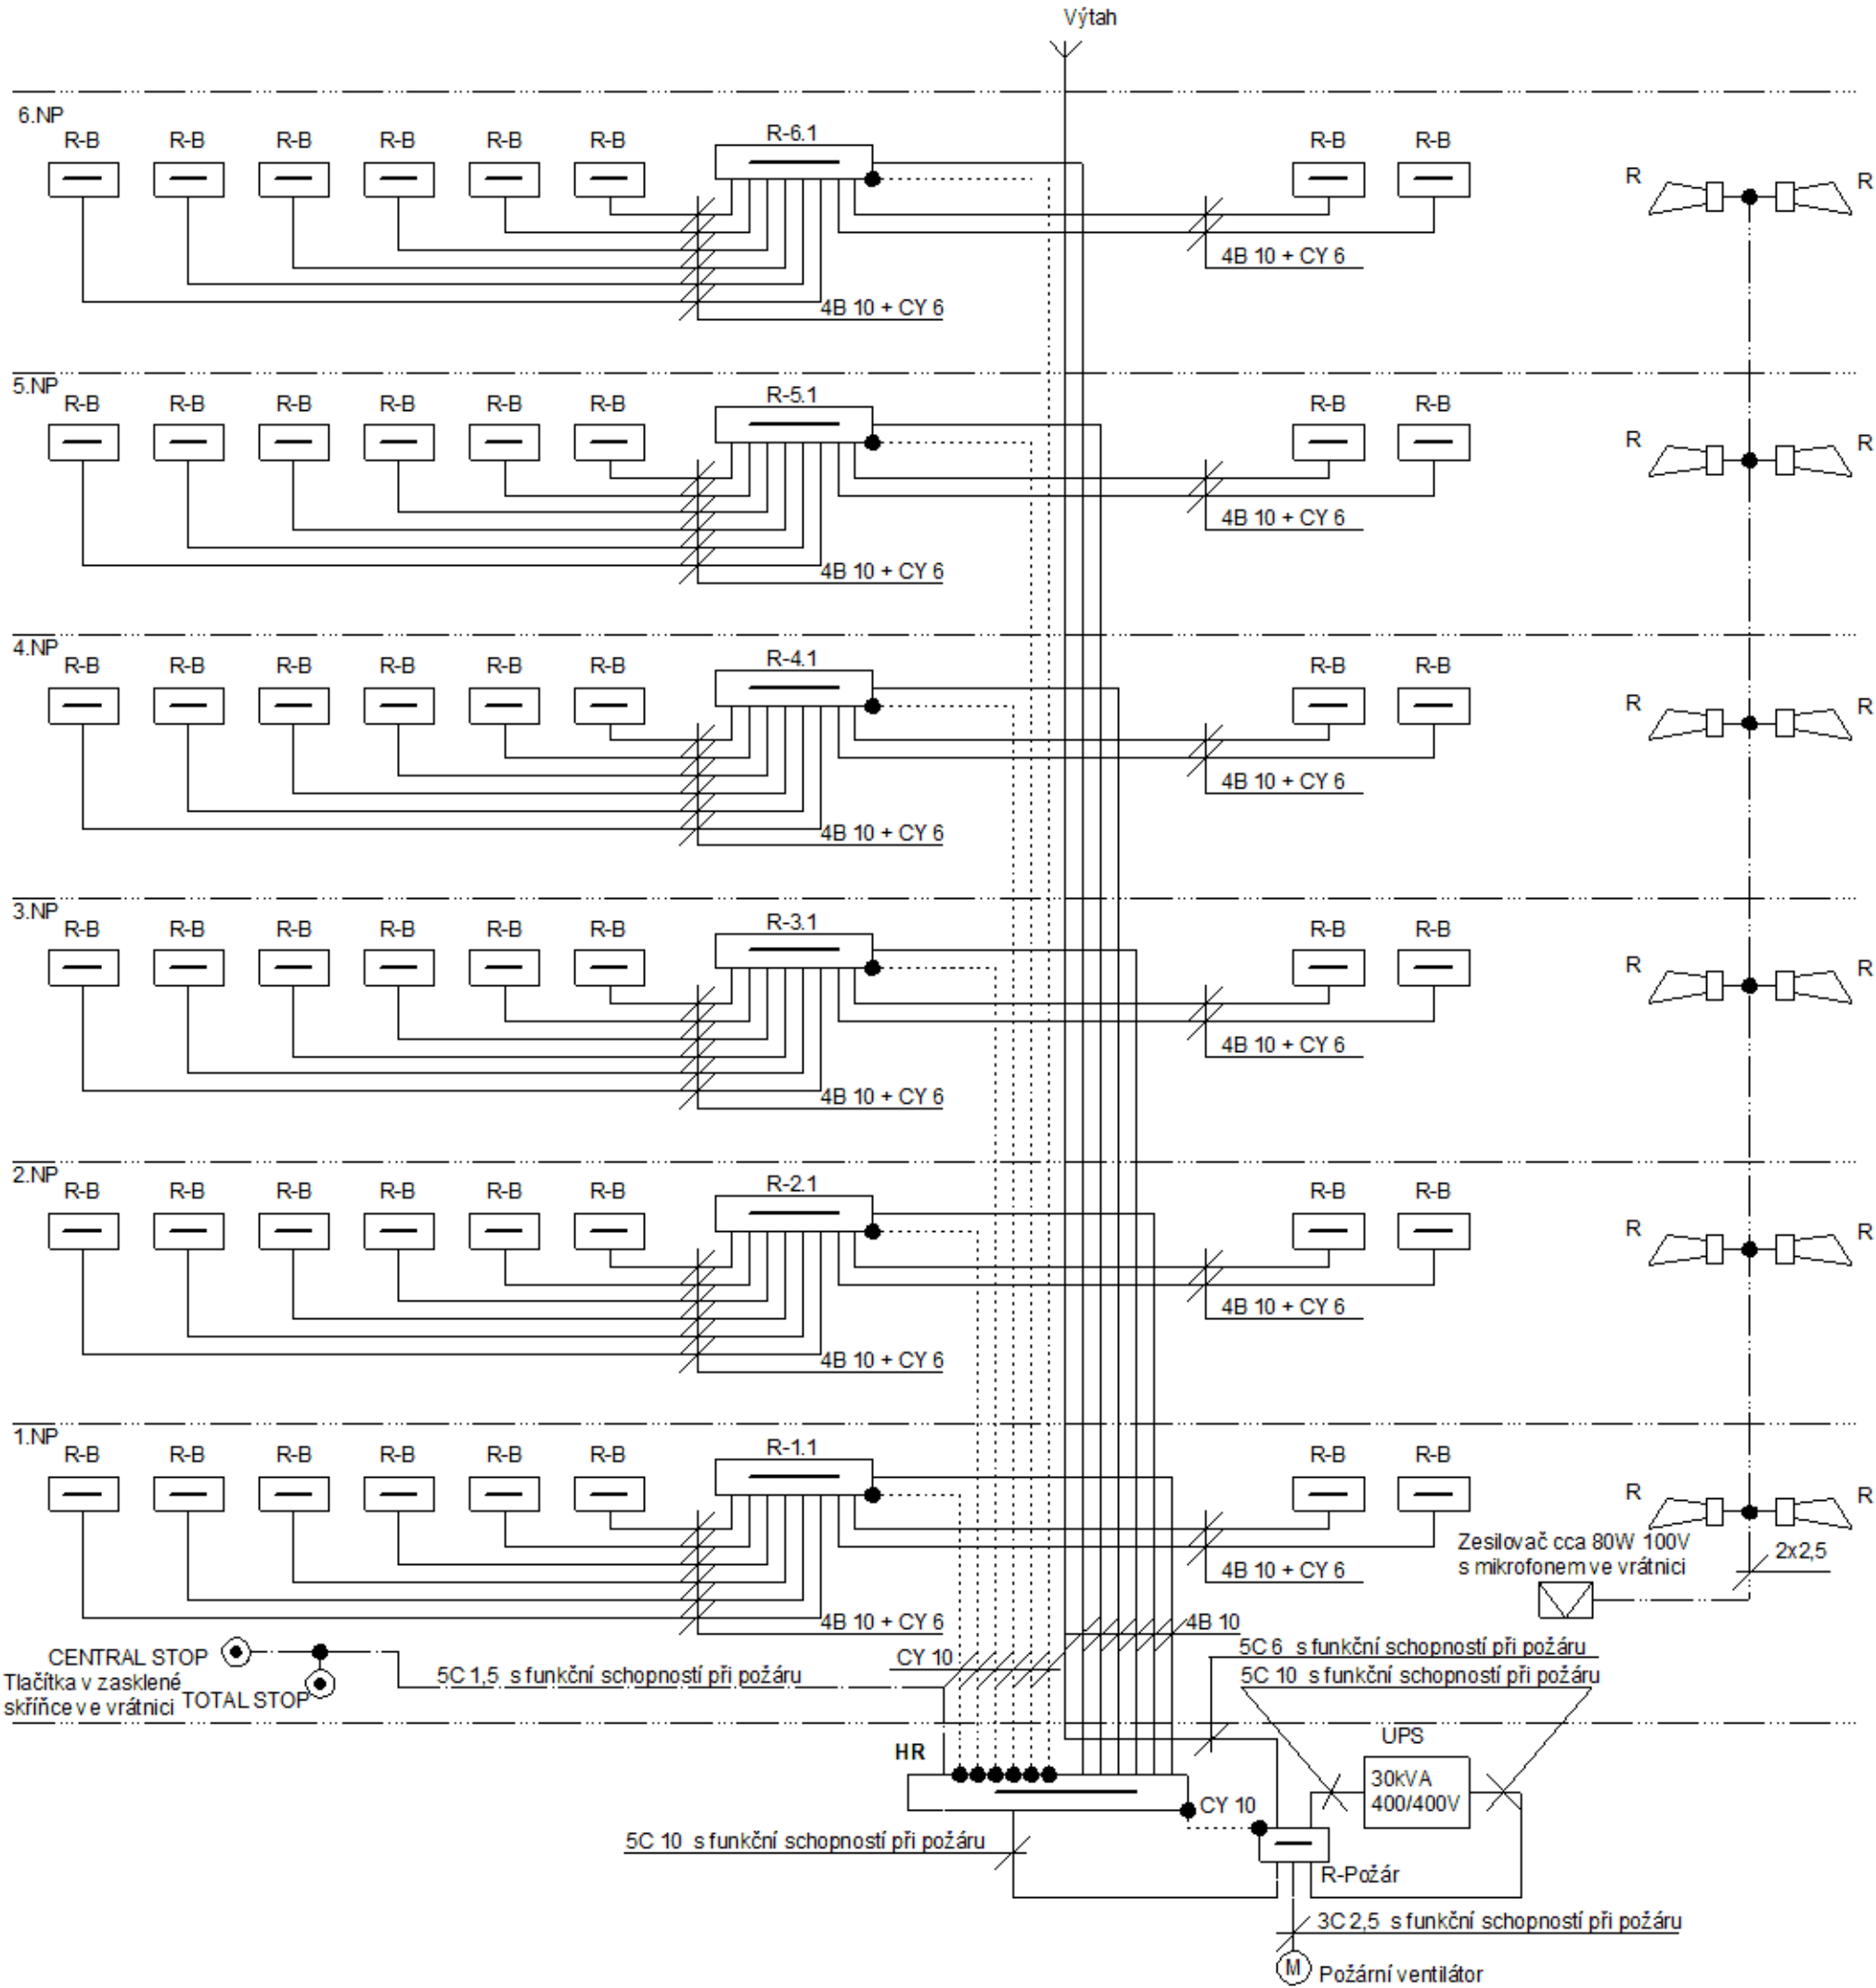 Výtah
6.NP
R-B R-B R-B R-B R-B R-B R-6.1 R-B R-B
R R
4B 10 + CY 6
4B 10 + CY 6
5.NP
R-B R-B R-B R-B R-B R-B R-5.1 R-B R-B
R R
4B 10 + CY 6
4B 10 + CY 6
4.NP
R-B R-B R-B R-B R-B R-B R-4.1 R-B R-B
R R
4B 10 + CY 6
4B 10 + CY 6
3.NP
R-B R-B R-B R-B R-B R-B R-3.1 R-B R-B
R R
4B 10 + CY 6
4B 10 + CY 6
2.NP
R-B R-B R-B R-B R-B R-B R-2.1 R-B R-B
R R
4B 10 + CY 6
4B 10 + CY 6
1.NP
R-B R-B R-B R-B R-B R-B R-1.1 R-B R-B
R R
Zesilovač cca 80W 100V
s mikrofonem ve vrátnici
2x2,5
4B 10 + CY 6
4B 10 + CY 6
4B 10
CENTRAL STOP
Tlačítka v zasklené
skříňce ve vrátnici
TOTAL STOP
5C 1,5 s funkční schopností při požáru
CY 10
5C 6 s funkční schopností při požáru
5C 10 s funkční schopností při požáru
UPS
30kVA
400/400V
HR
CY 10
5C 10 s funkční schopností při požáru
R-Požár
3C 2,5 s funkční schopností při požáru
M
Požární ventilátor